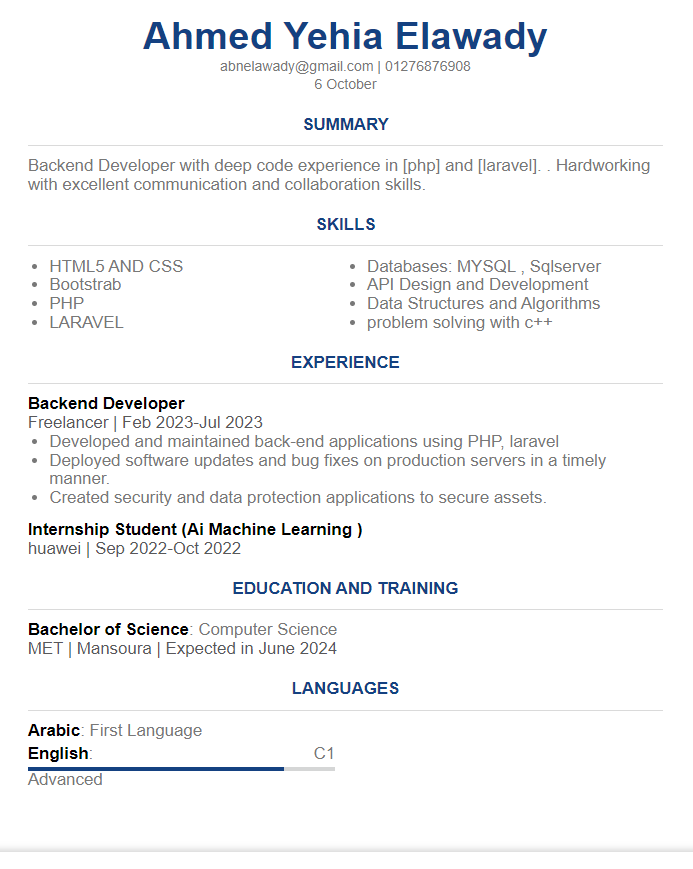 Ahmed Yehia Elawady
abnelawady@gmail.com | 01276876908
6 October
SUMMARY
Backend Developer with deep code experience in [php] and [laravel]. . Hardworking
with excellent communication and collaboration skills.
SKILLS
HTML5 AND CSS
Bootstrab
PHP
LARAVEL
Databases: MYSQL , Sqlserver
API Design and Development
Data Structures and Algorithms
problem solving with c++
EXPERIENCE
Backend Developer
Freelancer | Feb 2023-Jul 2023
Developed and maintained back-end applications using PHP, laravel
Deployed software updates and bug fixes on production servers in a timely
manner.
Created security and data protection applications to secure assets.
Internship Student (Ai Machine Learning )
huawei | Sep 2022-Oct 2022
EDUCATION AND TRAINING
Bachelor of Science: Computer Science
MET | Mansoura | Expected in June 2024
LANGUAGES
Arabic: First Language
English: C1
Advanced